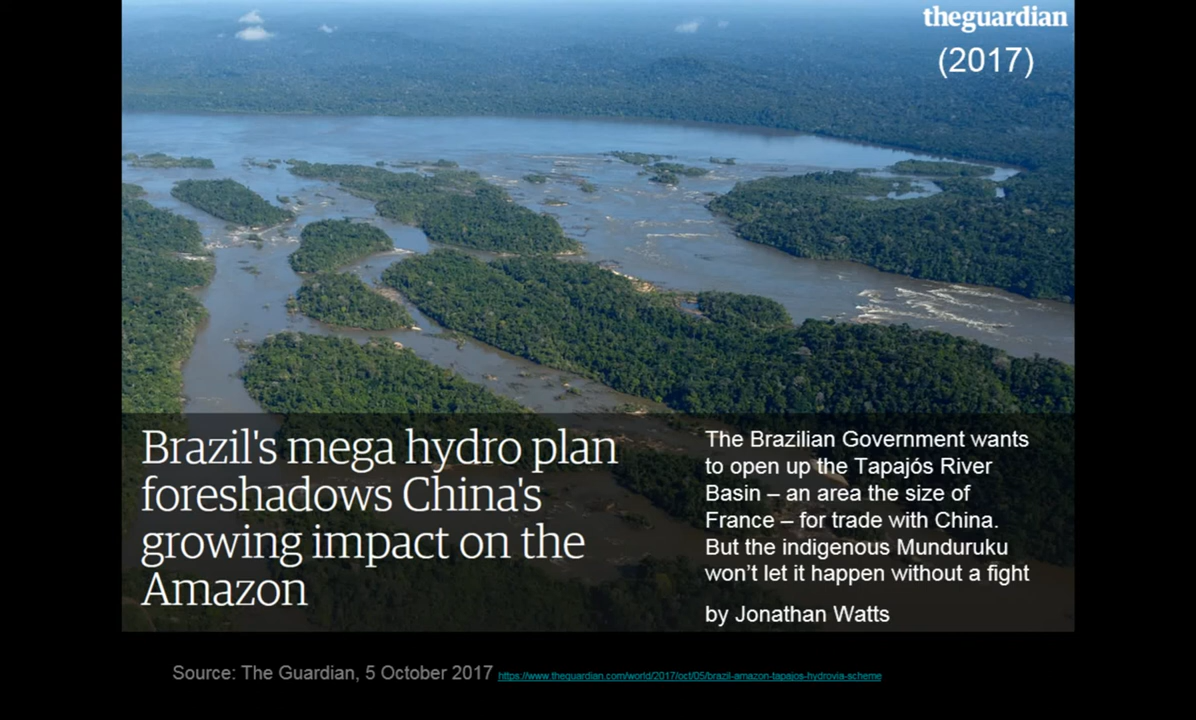 theguardian
(2017)
Brazil's mega hydro plan
foreshadows China's
growing impact on the
Amazon
The Brazilian Government wants
to open up the Tapajós River
Basin – an area the size of
France – for trade with China.
But the indigenous Munduruku
won’t let it happen without a fight
by Jonathan Watts
Source: The Guardian, 5 October 2017 https://www.theguardian.com/world/2017/oct/05/brazil-amazon-tapajos-hydrovia-scheme